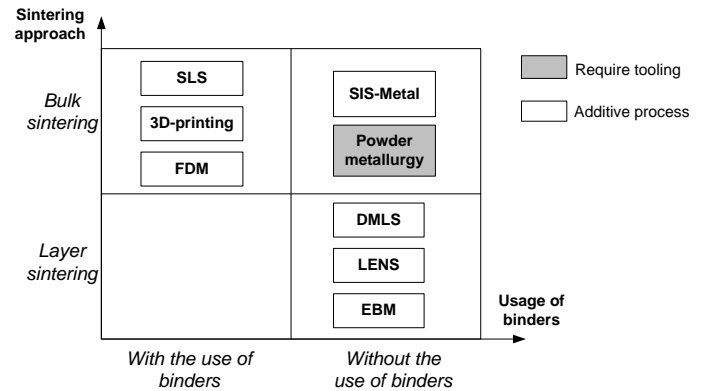 Sintering
approach
Bulk
sintering
SLS
3D-printing
FDM
SIS-Metal
Powder
metallurgy
Require tooling
Additive process
Layer
sintering
DMLS
LENS
EBM
Usage of
binders
With the use of
binders
Without the
use of binders